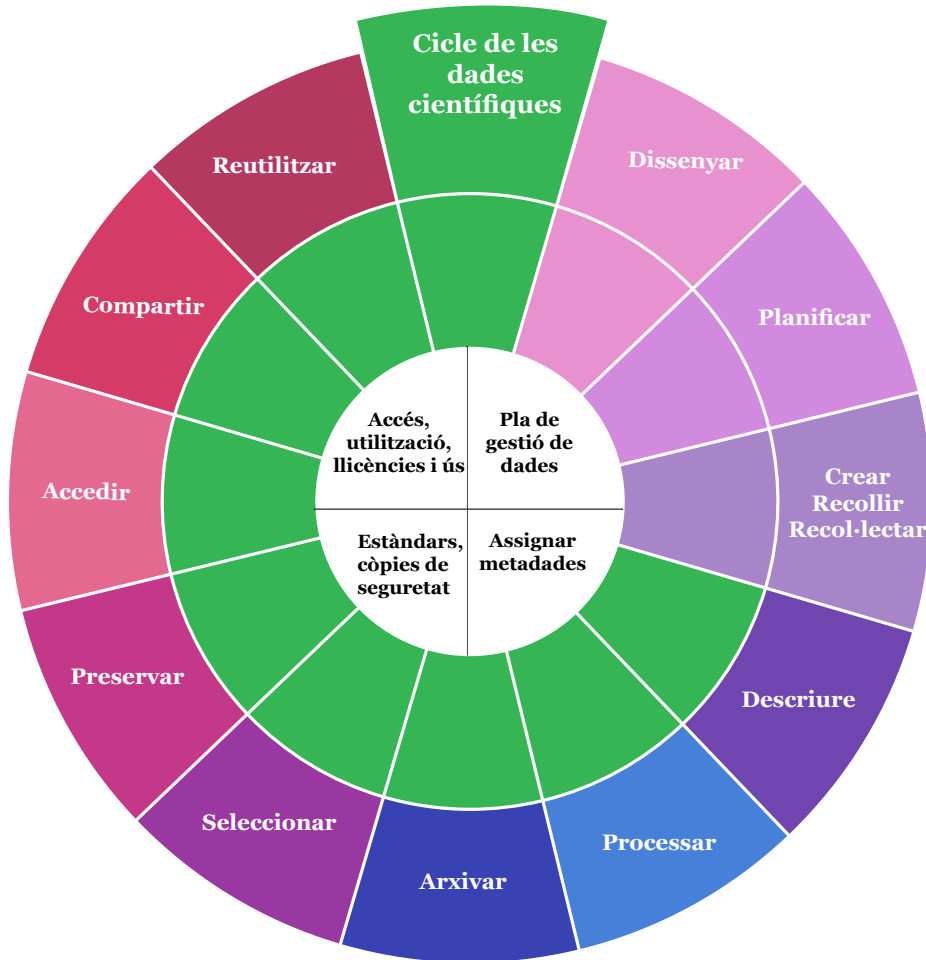 Cicle de les
dades
científiques
Dissenyar
Planificar
Crear
Recollir
Recol·lectar
Descriure
Processar
Arxivar
Seleccionar
Preservar
Accedir
Compartir
Reutilitzar
Accés,
utilització,
llicències i ús
Pla de
gestió de
dades
Estàndars,
còpies de
seguretat
Assignar
metadades